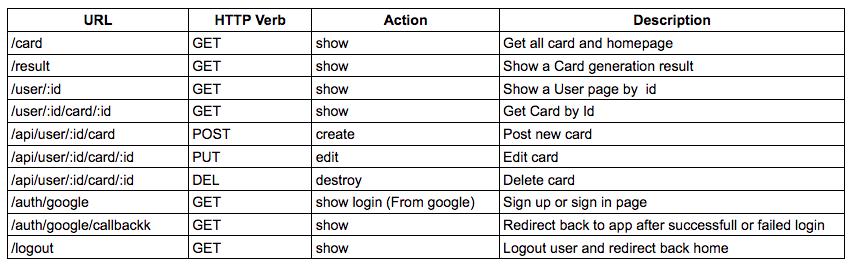 URL HTTP Verb Action Description
/card GET show Get all card and homepage
/result GET show Show a Card generation result
/user/:id GET show Show a User page by id
/user/:id/card/:id GET show Get Card by Id
/api/user/:id/card POST create Post new card
/api/user/:id/card/:id PUT edit Edit card
/api/user/:id/card/:id DEL destroy Delete card
/auth/google GET show login (From google) Sign up or sign in page
/auth/google/callbackk GET show Redirect back to app after successfull or failed login
/logout GET show Logout user and redirect back home